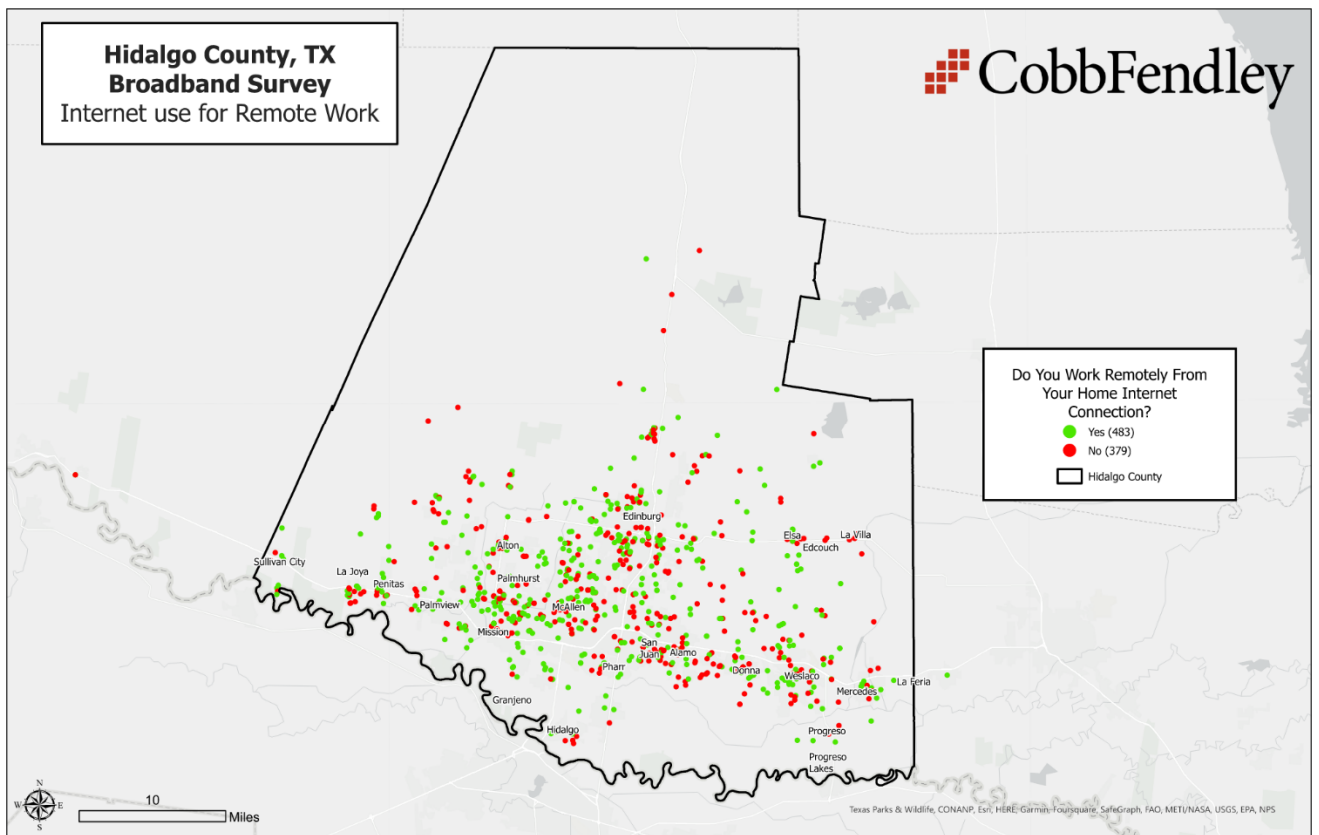 Hidalgo County, TX
Broadband Survey
Internet use for Remote Work
CobbFendley
Do You Work Remotely From
Your Home Internet
Connection?
Yes (483)
No (379)
Hidalgo County
Edinburg
Elsa
La Villa
Edcouch
Alton
Sullivan City
La Joya
Penitas
Palmhurst
Palmview
McAllen
Mission
San
Juan
Alamo
Pharr
Donna
Weslaco
La Feria
Mercedes
Granjeno
Hidalgo
Progreso
Progreso
Lakes
N
W
E
S
10
Miles
Texas Parks & Wildlife, CONANP, Esri, HERE, Garmin, Foursquare, SafeGraph, FAO, METI/NASA, USGS, EPA, NPS